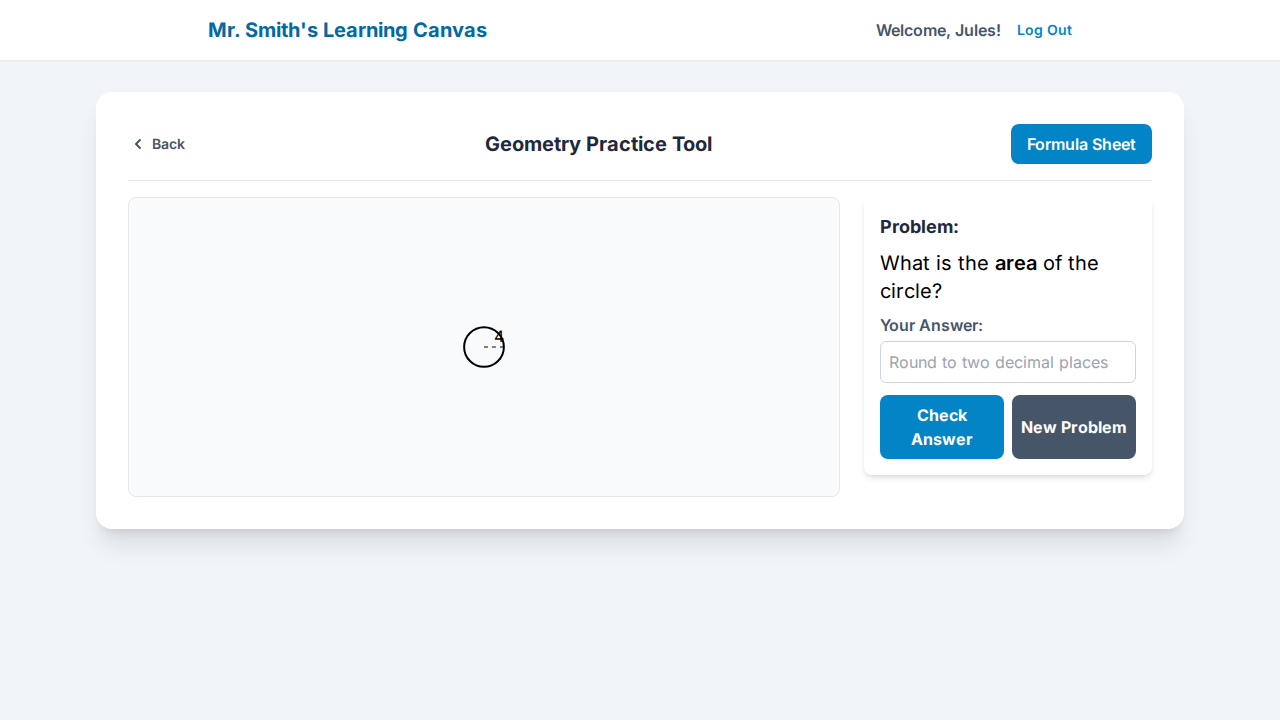 Mr. Smith's Learning Canvas
Welcome, Jules! Log Out
Back
Geometry Practice Tool
Formula Sheet
4
Problem:
What is the area of the
circle?
Your Answer:
Round to two decimal places
Check
Answer
New Problem